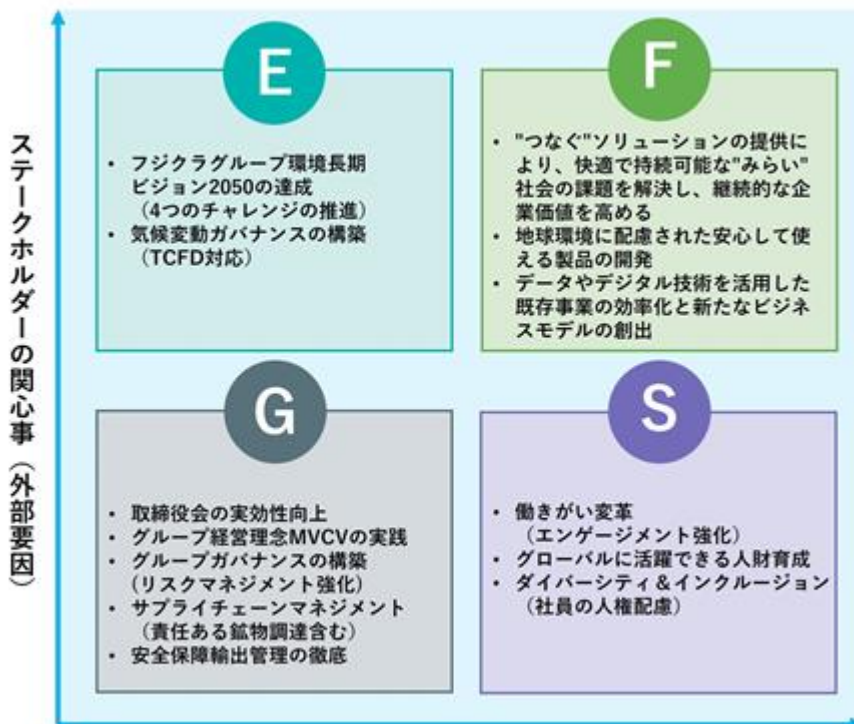 ステークホルダーの関心事（外部要因）
E
・フジクラグループ環境長期
ビジョン2050の達成
（4つのチャレンジの推進）
・気候変動ガバナンスの構築
（TCFD対応）
F
・"つなぐ"ソリューションの提供に
より、快適で持続可能な"みらい"
社会の課題を解決し、継続的な企
業価値を高める
・地球環境に配慮された安心して使
える製品の開発
・データやデジタル技術を活用した
既存事業の効率化と新たなビジネ
スモデルの創出
G
・取締役会の実効性向上
・グループ経営理念MVCVの実践
・グループガバナンスの構築
(リスクマネジメント強化)
・サプライチェーンマネジメント
（責任ある鉱物調達含む）
・安全保障輸出管理の徹底
S
・働きがい変革
（エンゲージメント強化）
・グローバルに活躍できる人財育成
・ダイバーシティ＆インクルージョン
（社員の人権配慮）